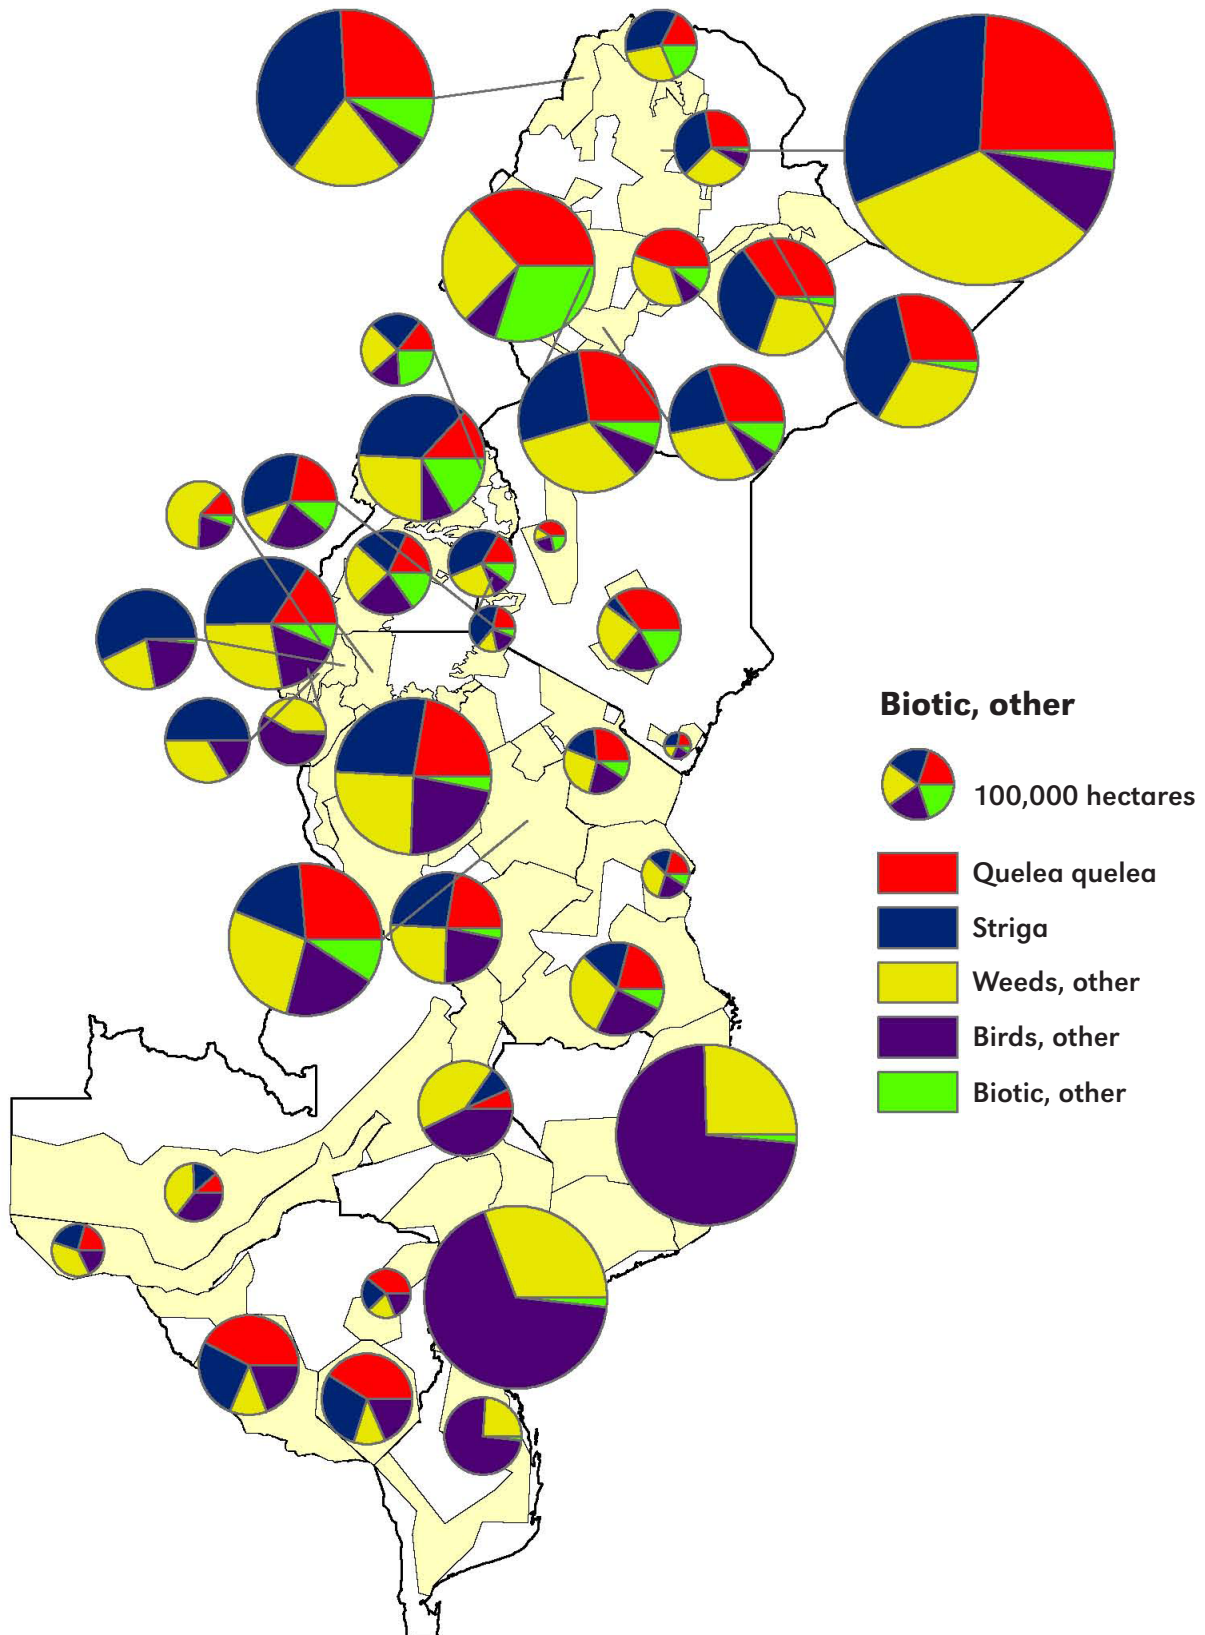 Biotic, other
100,000 hectares
Quelea quelea
Striga
Weeds, other
Birds, other
Biotic, other